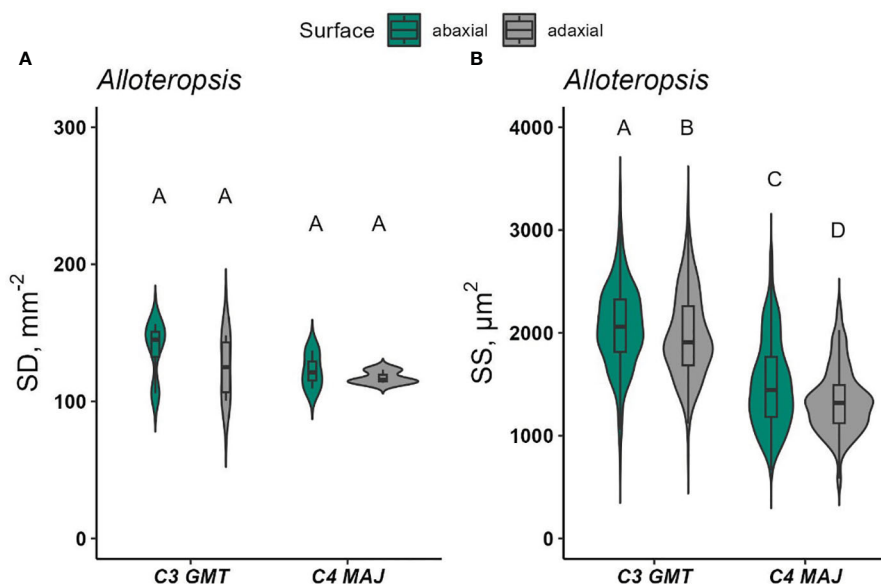 Surface abaxial adaxial
A
Alloteropsis
300
200
100
0
SD, mm⁻²
A A A A
C3 GMT C4 MAJ
B
Alloteropsis
4000
3000
2000
1000
0
SS, µm²
A B C D
C3 GMT C4 MAJ